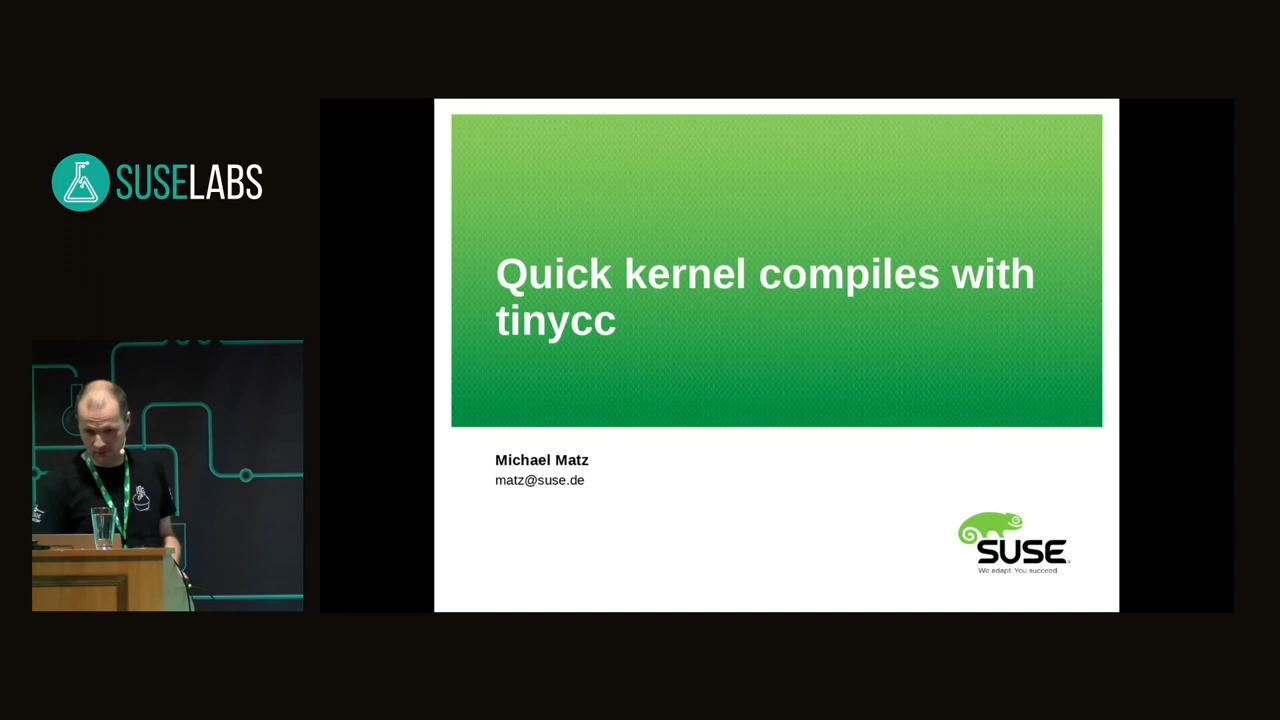 SUSELABS
Quick kernel compiles with
tinycc
Michael Matz
matz@suse.de
SUSE
We adapt. You succeed.